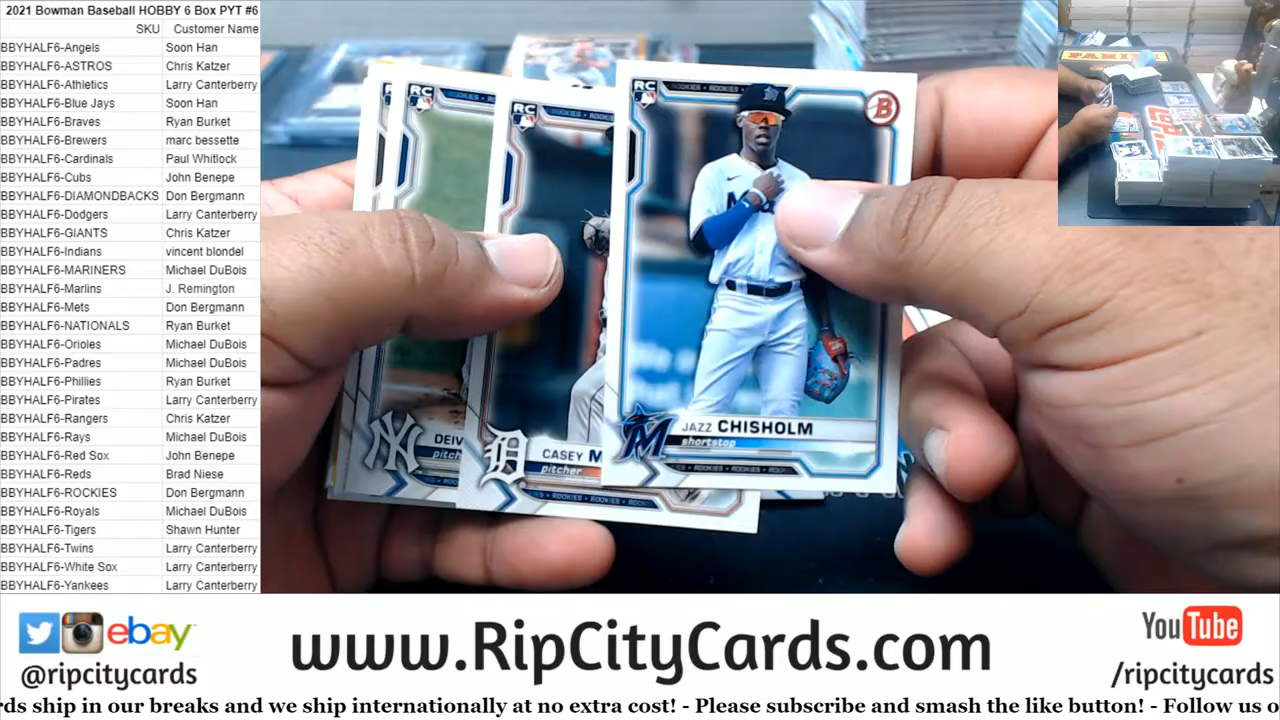 2021 Bowman Baseball HOBBY 6 Box PYT #6
SKU Customer Name
BBYHALF6-Angels Soon Han
BBYHALF6-ASTROS Chris Katzer
BBYHALF6-Athletics Larry Canterberry
BBYHALF6-Blue Jays Soon Han
BBYHALF6-Braves Ryan Burket
BBYHALF6-Brewers marc bessette
BBYHALF6-Cardinals Paul Whitlock
BBYHALF6-Cubs John Benepe
BBYHALF6-DIAMONDBACKS Don Bergmann
BBYHALF6-Dodgers Larry Canterberry
BBYHALF6-GIANTS Chris Katzer
BBYHALF6-Indians vincent blondel
BBYHALF6-MARINERS Michael DuBois
BBYHALF6-Marlins J. Remington
BBYHALF6-Mets Don Bergmann
BBYHALF6-NATIONALS Ryan Burket
BBYHALF6-Orioles Michael DuBois
BBYHALF6-Padres Michael DuBois
BBYHALF6-Phillies Ryan Burket
BBYHALF6-Pirates Larry Canterberry
BBYHALF6-Rangers Chris Katzer
BBYHALF6-Rays Michael DuBois
BBYHALF6-Red Sox John Benepe
BBYHALF6-Reds Brad Niese
BBYHALF6-ROCKIES Don Bergmann
BBYHALF6-Royals Michael DuBois
BBYHALF6-Tigers Shawn Hunter
BBYHALF6-Twins Larry Canterberry
BBYHALF6-White Sox Larry Canterberry
BBYHALF6-Yankees Larry Canterberry
RC
RC
RC
ROOKIES
B
JAZZ CHISHOLM
shortstop
M
ROOKIES • ROOKIES
CASEY M
pitcher
D
ROOKIES • ROOKIES
DEIV
pitch
NY
PANINI
ebay
@ripcitycards
www.RipCityCards.com
YouTube
/ripcitycards
rds ship in our breaks and we ship internationally at no extra cost! - Please subscribe and smash the like button! - Follow us o